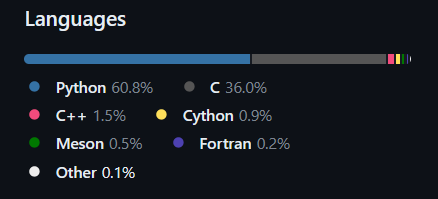 Languages
Python 60.8% C 36.0%
C++ 1.5% Cython 0.9%
Meson 0.5% Fortran 0.2%
Other 0.1%